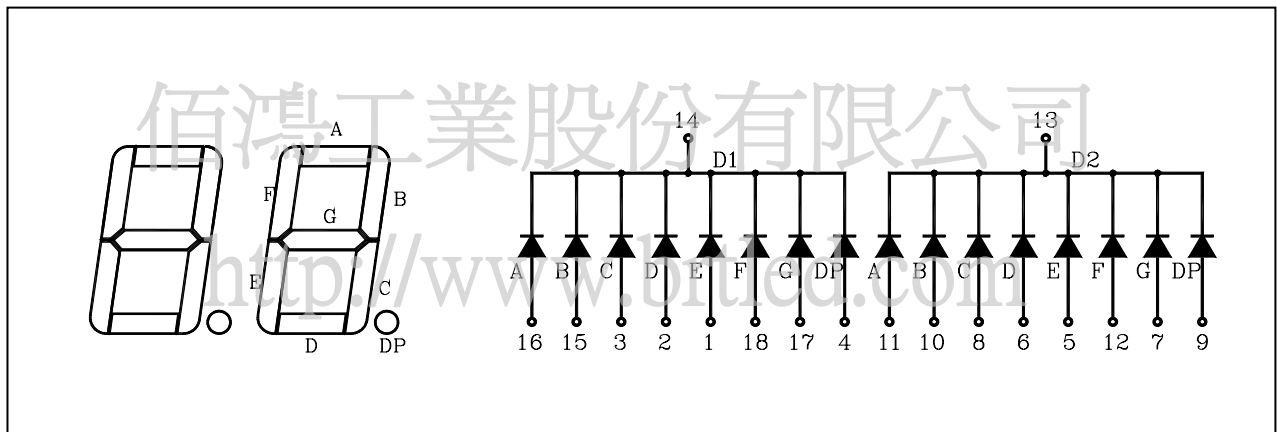 佰鴻工業股份有限公司
http://www.bitled.com
A
F
B
G
E
C
D
DP
14
13
D1
D2
A B C D E F G DP A B C D E F G DP
16 15 3 2 1 18 17 4 11 10 8 6 5 12 7 9